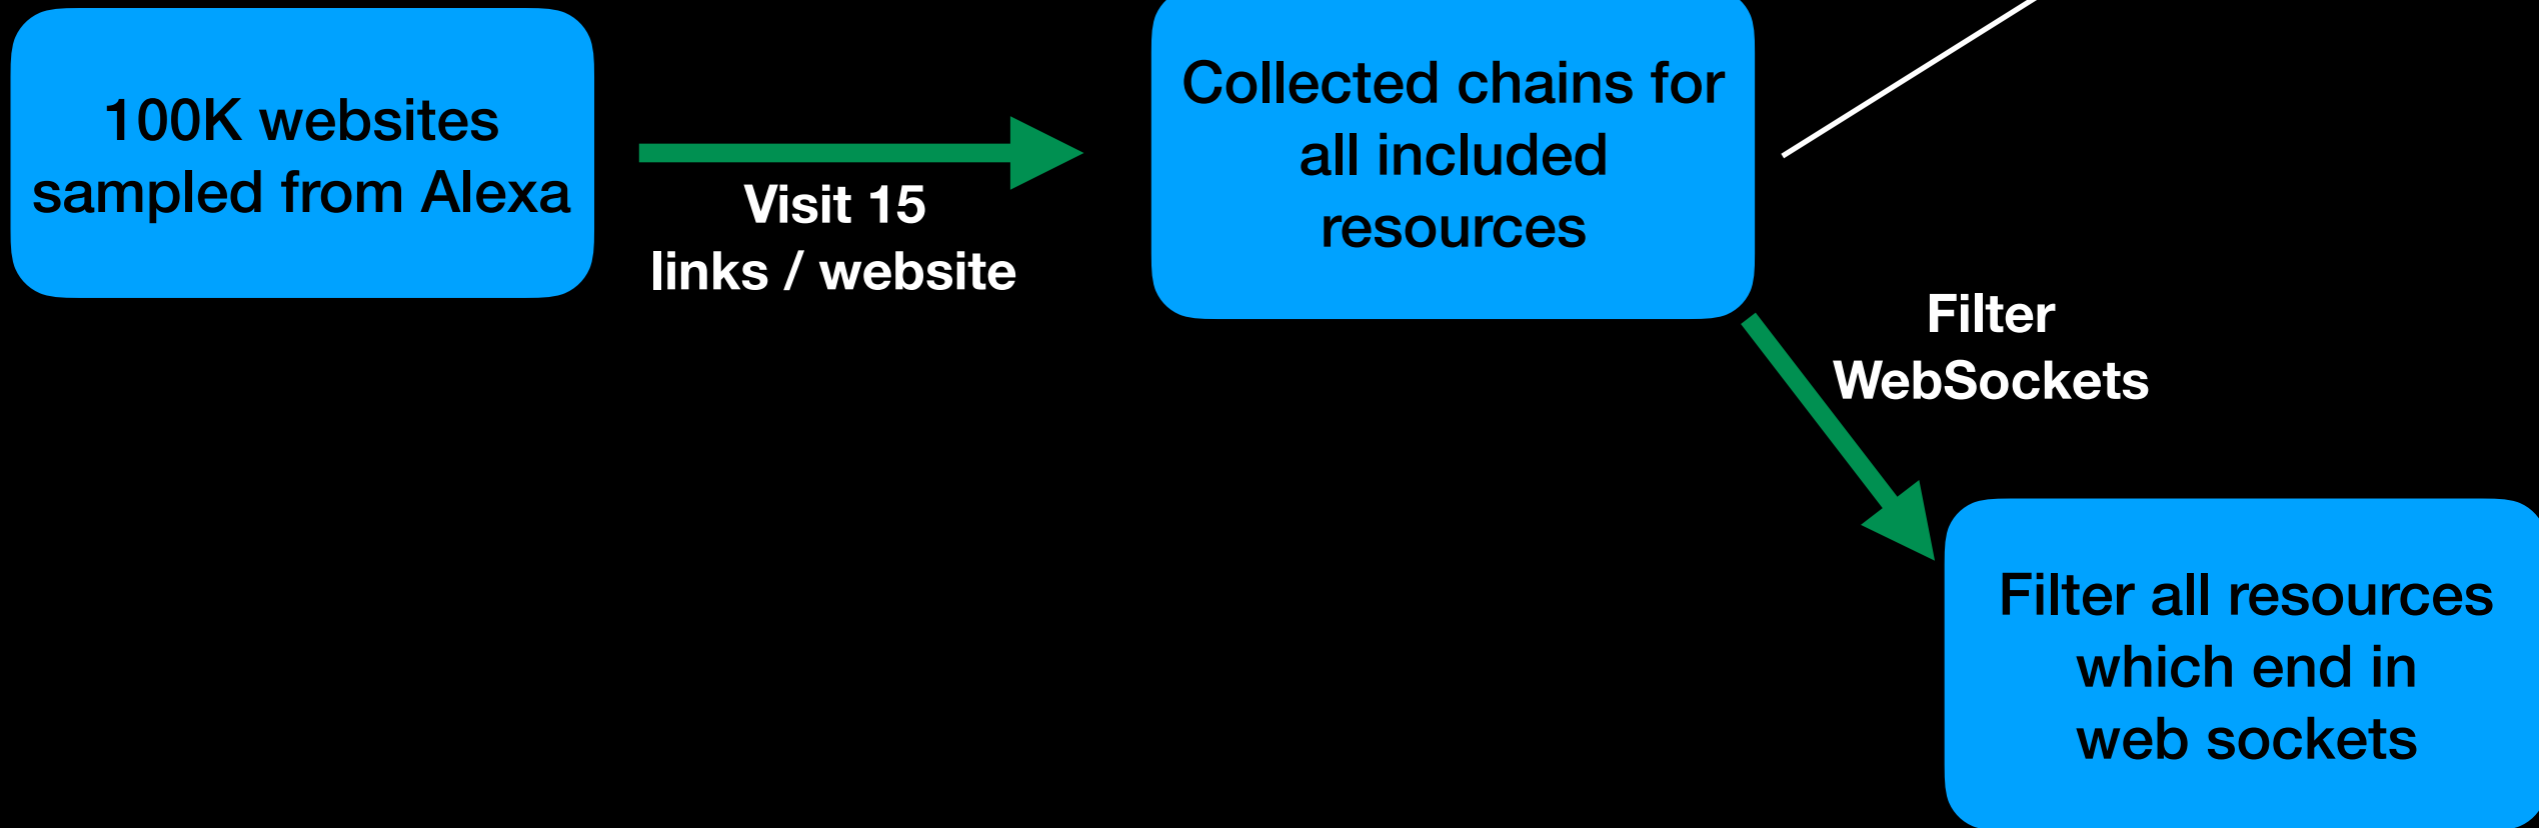 100K websites
sampled from Alexa
Visit 15
links / website
Collected chains for
all included
resources
Filter
WebSockets
Filter all resources
which end in
web sockets